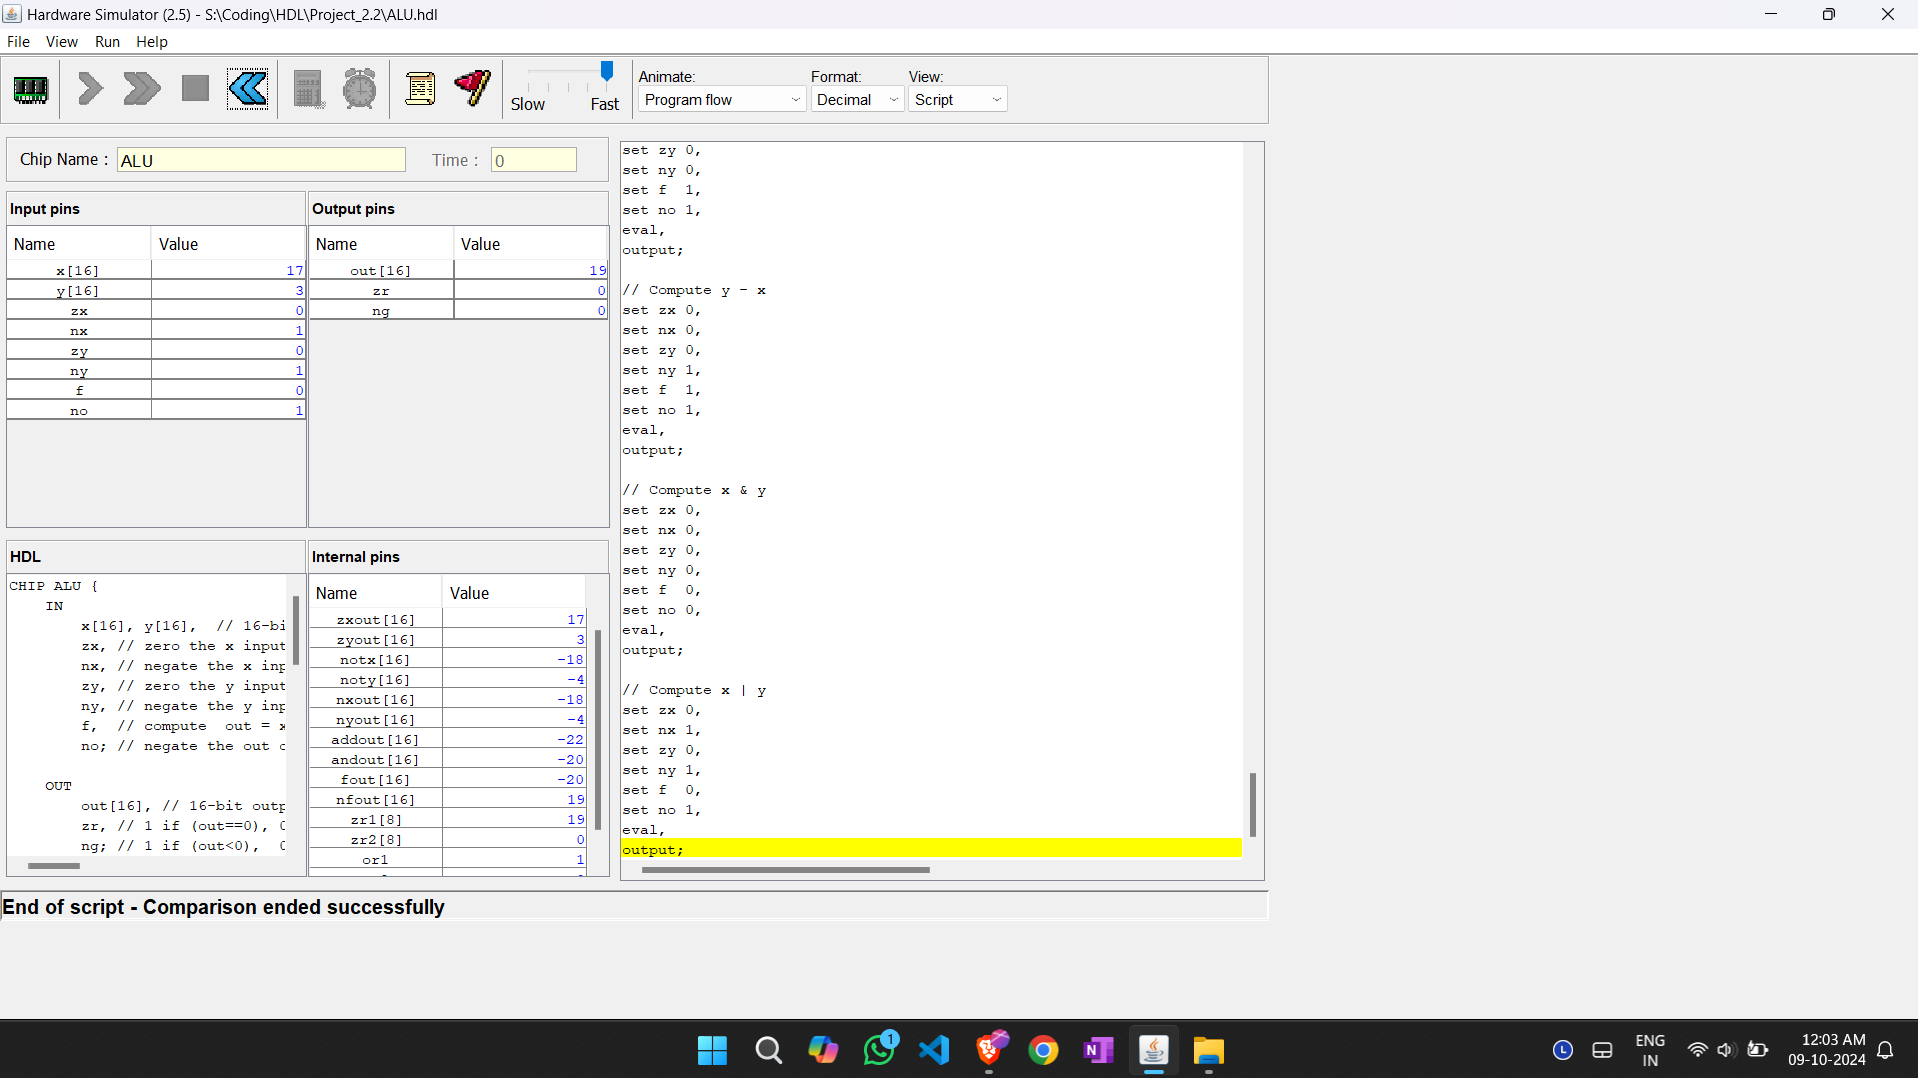 Hardware Simulator (2.5) - S:\Coding\HDL\Project_2.2\ALU.hdl
File View Run Help
Slow Fast
Animate: Format: View:
Program flow Decimal Script
Chip Name : ALU Time : 0
Input pins
Name Value
x[16] 17
y[16] 3
zx 0
nx 1
zy 0
ny 1
f 0
no 1
Output pins
Name Value
out[16] 19
zr 0
ng 0
HDL
CHIP ALU {
IN
x[16], y[16], // 16-bi
zx, // zero the x input
nx, // negate the x inp
zy, // zero the y input
ny, // negate the y inp
f, // compute out = x
no; // negate the out o
OUT
out[16], // 16-bit outp
zr, // 1 if (out==0), 0
ng; // 1 if (out<0), 0
Internal pins
Name Value
zxout[16] 17
zyout[16] 3
notx[16] -18
noty[16] -4
nxout[16] -18
nyout[16] -4
addout[16] -22
andout[16] -20
fout[16] -20
nfout[16] 19
zr1[8] 19
zr2[8] 0
or1 1
set zy 0,
set ny 0,
set f 1,
set no 1,
eval,
output;
// Compute y - x
set zx 0,
set nx 0,
set zy 0,
set ny 1,
set f 1,
set no 1,
eval,
output;
// Compute x & y
set zx 0,
set nx 0,
set zy 0,
set ny 0,
set f 0,
set no 0,
eval,
output;
// Compute x | y
set zx 0,
set nx 1,
set zy 0,
set ny 1,
set f 0,
set no 1,
eval,
output;
End of script - Comparison ended successfully
1
N
L
ENG
IN
12:03 AM
09-10-2024